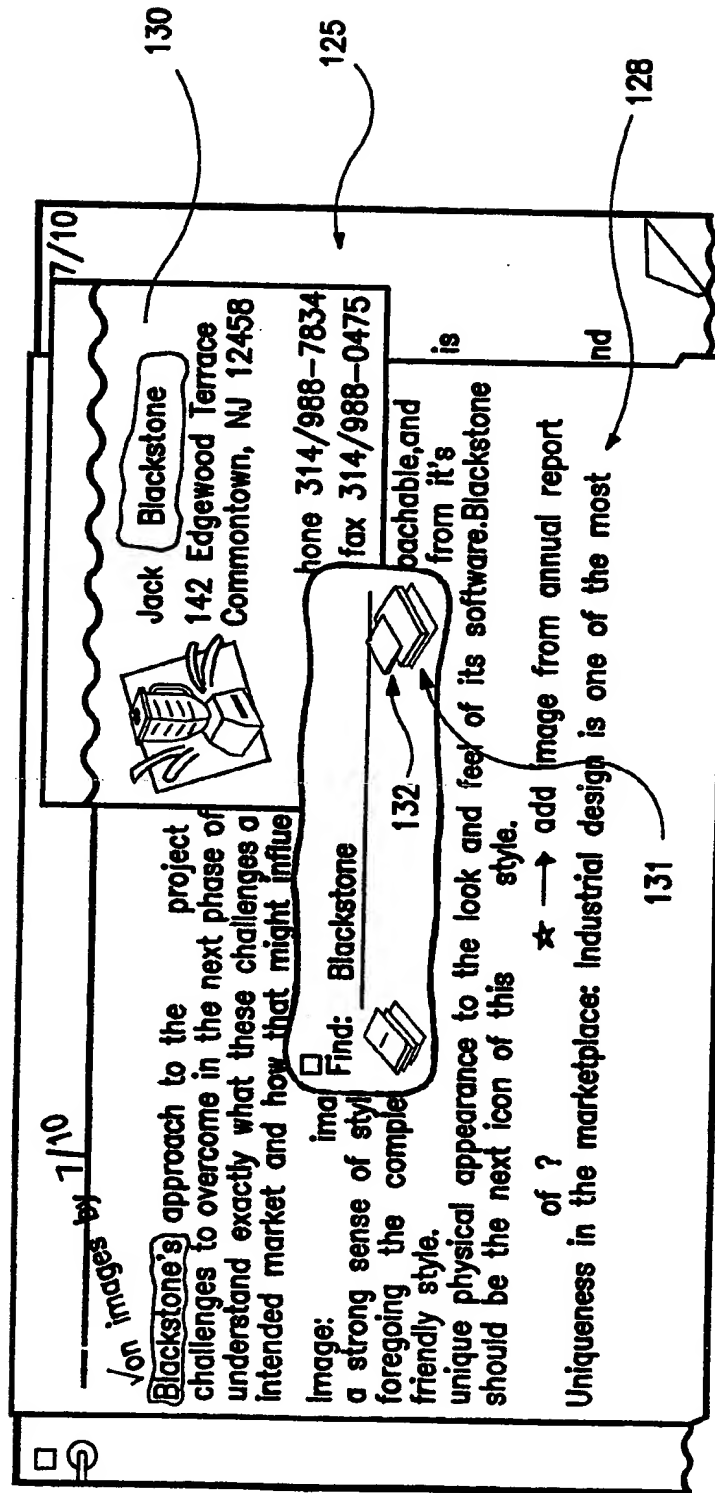 7/10
√on images by 7/10
Blackstone's approach to the project
challenges to overcome in the next phase of
understand exactly what these challenges a
intended market and how that might influe
Jack Blackstone
142 Edgewood Terrace
Commontown, NJ 12458
hone 314/988-7834
fax 314/988-0475
Find: Blackstone
Image: ima oachable,and
a strong sense of styl from it's
foregoing the comple
friendly style.
unique physical appearance to the look and feel of its software.Blackstone
should be the next icon of this style.
of ? ☆ → add image from annual report
Uniqueness in the marketplace: Industrial design is one of the most
is
nd
130
125
128
132
131